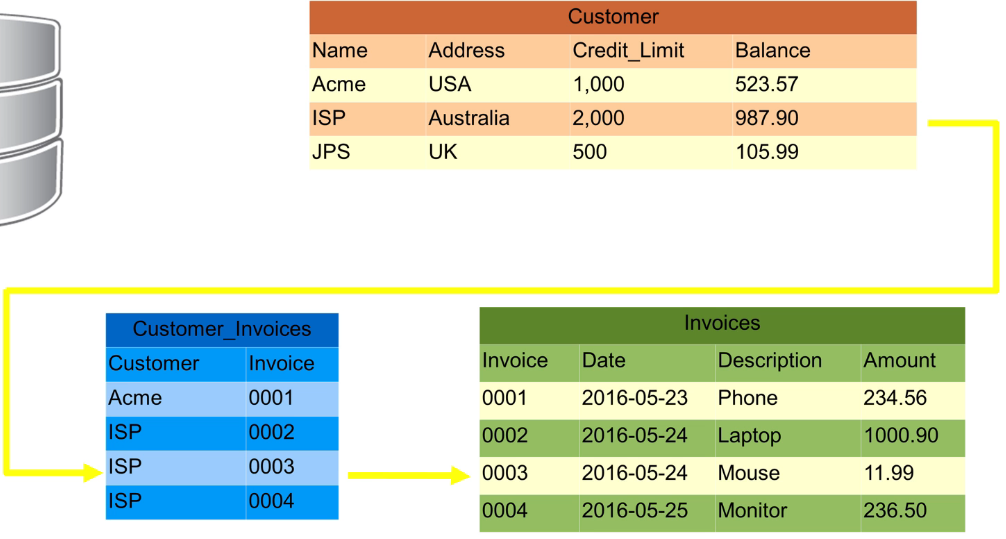 Customer
Name Address Credit_Limit Balance
Acme USA 1,000 523.57
ISP Australia 2,000 987.90
JPS UK 500 105.99
Customer_Invoices
Customer Invoice
Acme 0001
ISP 0002
ISP 0003
ISP 0004
Invoices
Invoice Date Description Amount
0001 2016-05-23 Phone 234.56
0002 2016-05-24 Laptop 1000.90
0003 2016-05-24 Mouse 11.99
0004 2016-05-25 Monitor 236.50